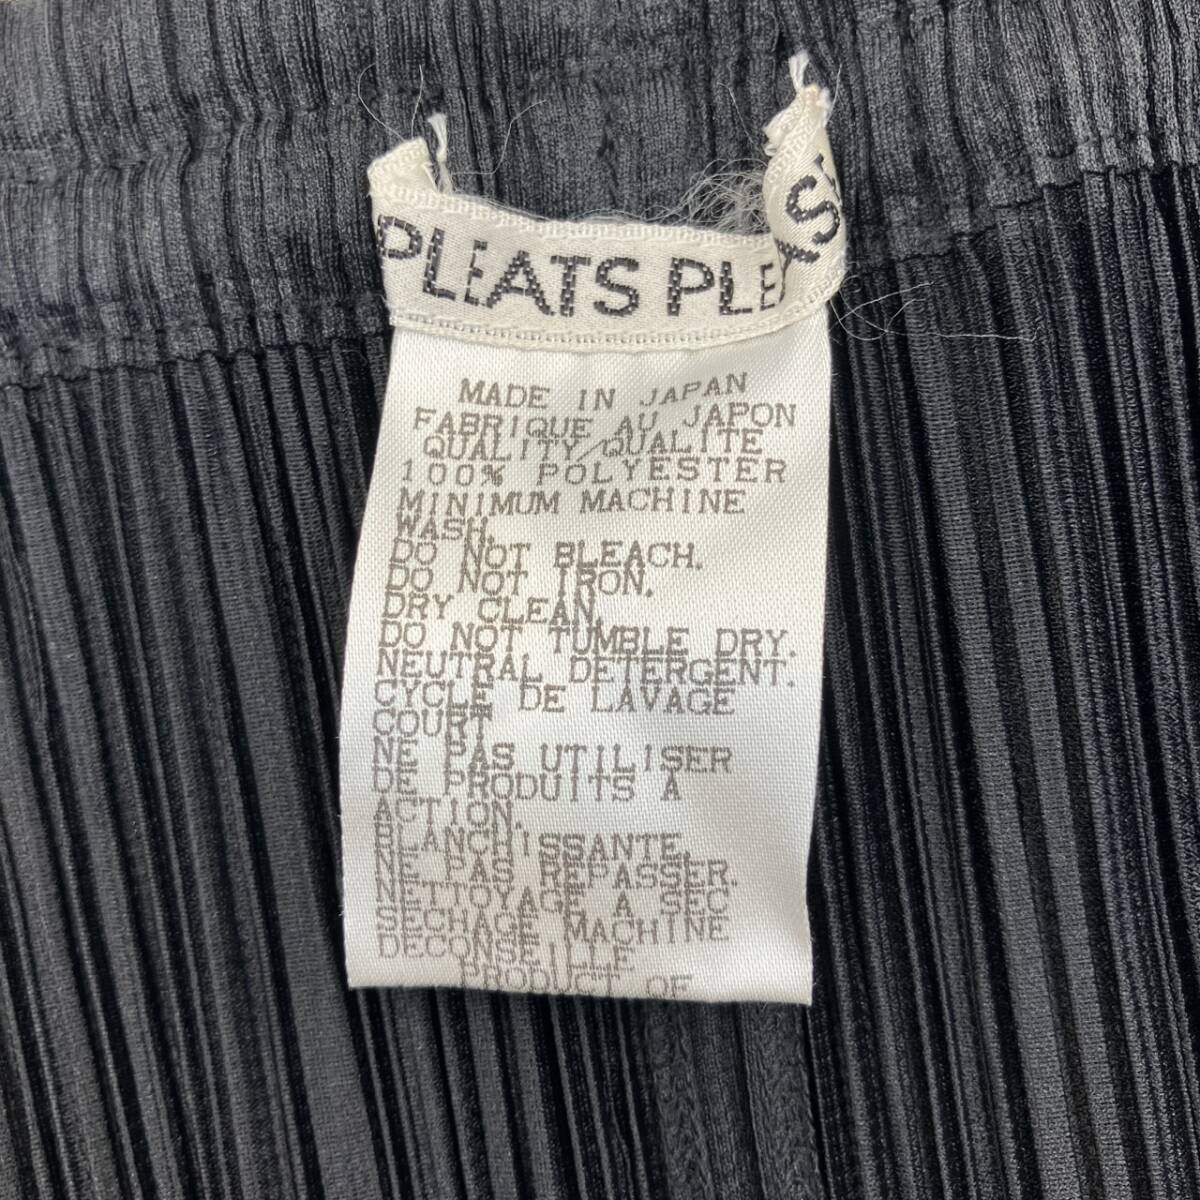 PLEATS PLEAS
MADE IN JAPAN
FABRIQUE AU JAPON
QUALITY/QUALITE
100% POLYESTER
MINIMUM MACHINE
WASH.
DO NOT BLEACH.
DO NOT IRON.
DRY CLEAN.
DO NOT TUMBLE DRY.
NEUTRAL DETERGENT.
CYCLE DE LAVAGE
COURT
NE PAS UTILISER
DE PRODUITS A
ACTION.
BLANCHISSANTE.
NE PAS REPASSER.
NETTOYAGE A SEC
SECHAGE MACHINE
DECONSEILLE
PRODUCT OF